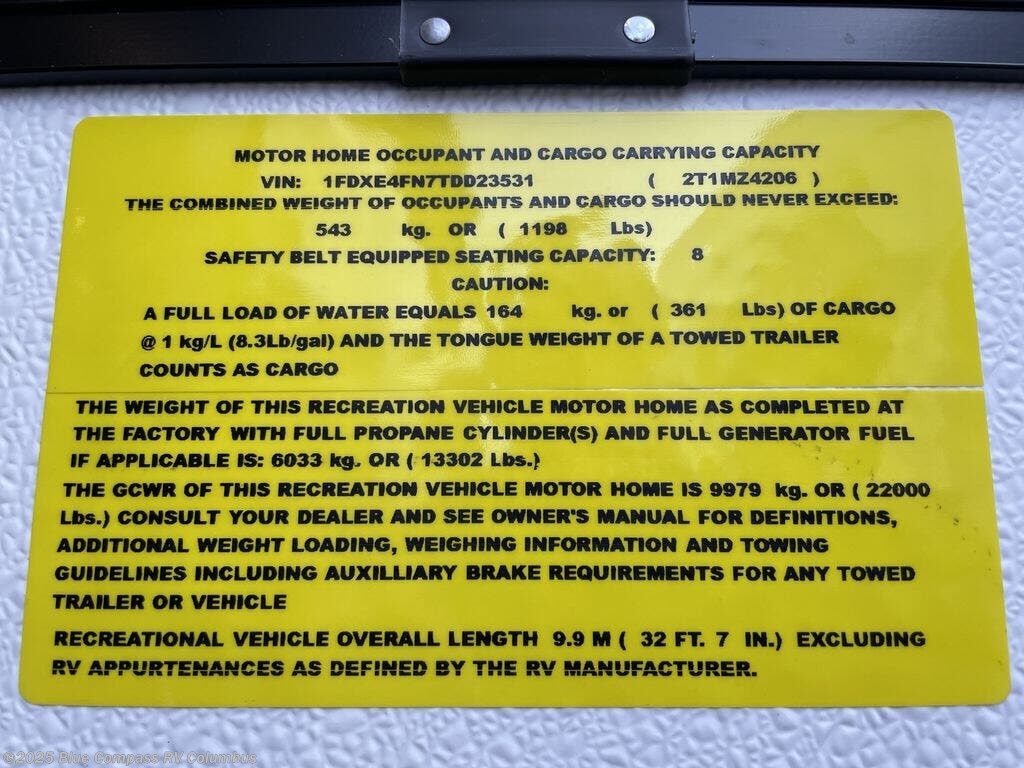 MOTOR HOME OCCUPANT AND CARGO CARRYING CAPACITY
VIN: 1FDXE4FN7TDD23531 ( 2T1MZ4206 )
THE COMBINED WEIGHT OF OCCUPANTS AND CARGO SHOULD NEVER EXCEED:
543 kg. OR ( 1198 Lbs)
SAFETY BELT EQUIPPED SEATING CAPACITY: 8
CAUTION:
A FULL LOAD OF WATER EQUALS 164 kg. or ( 361 Lbs) OF CARGO
@ 1 kg/L (8.3Lb/gal) AND THE TONGUE WEIGHT OF A TOWED TRAILER
COUNTS AS CARGO
THE WEIGHT OF THIS RECREATION VEHICLE MOTOR HOME AS COMPLETED AT
THE FACTORY WITH FULL PROPANE CYLINDER(S) AND FULL GENERATOR FUEL
IF APPLICABLE IS: 6033 kg. OR ( 13302 Lbs.)
THE GCWR OF THIS RECREATION VEHICLE MOTOR HOME IS 9979 kg. OR ( 22000
Lbs.) CONSULT YOUR DEALER AND SEE OWNER'S MANUAL FOR DEFINITIONS,
ADDITIONAL WEIGHT LOADING, WEIGHING INFORMATION AND TOWING
GUIDELINES INCLUDING AUXILLIARY BRAKE REQUIREMENTS FOR ANY TOWED
TRAILER OR VEHICLE
RECREATIONAL VEHICLE OVERALL LENGTH 9.9 M ( 32 FT. 7 IN.) EXCLUDING
RV APPURTENANCES AS DEFINED BY THE RV MANUFACTURER.
©2025 Blue Compass RV Columbus